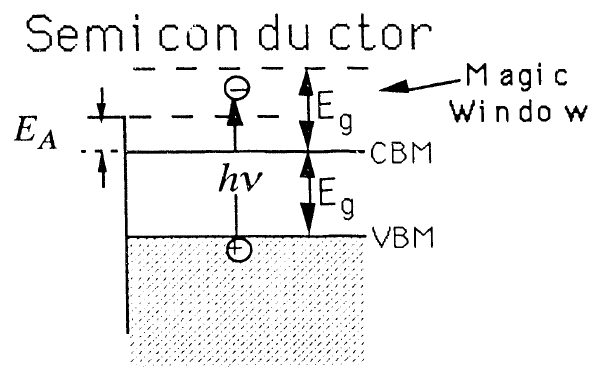 Semiconductor
Magic
Window
E_A
E_g
CBM
hν
E_g
VBM